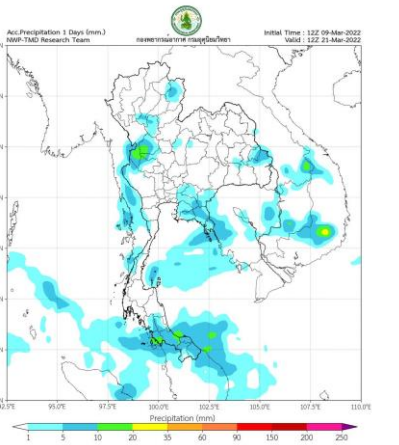 Acc.Precipitation 1 Days (mm.)
NWP-TMD Research Team
กองพยากรณ์อากาศ กรมอุตุนิยมวิทยา
Initial Time : 12Z 09-Mar-2022
Valid : 12Z 21-Mar-2022
92.5°E 95.0°E 97.5°E 100.0°E 102.5°E 105.0°E 107.5°E 110.0°E
Precipitation (mm)
1 5 10 20 35 60 90 150 200 250